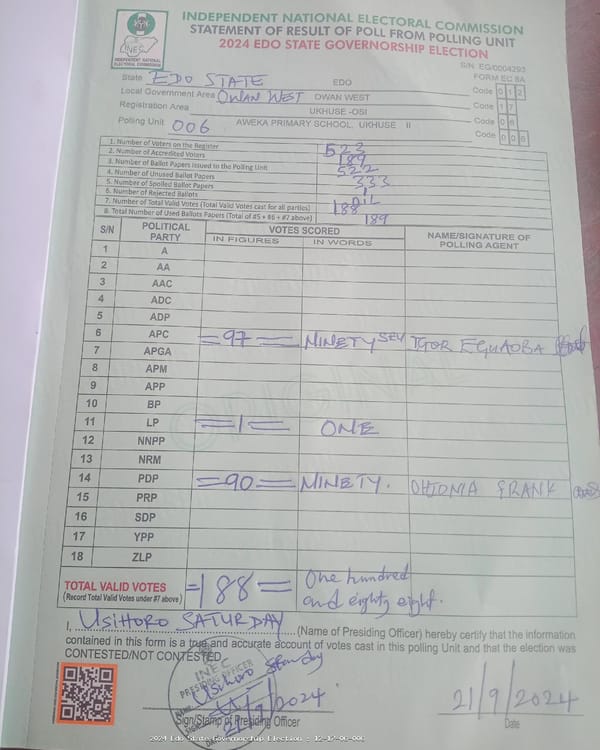 INDEPENDENT NATIONAL ELECTORAL COMMISSION
STATEMENT OF RESULT OF POLL FROM POLLING UNIT
2024 EDO STATE GOVERNORSHIP ELECTION
INEC
INDEPENDENT NATIONAL ELECTORAL COMMISSION
S/N EG/0004293
FORM EC 8A
State EDO STATE EDO Code 0 1 2
Local Government Area OWAN WEST OWAN WEST Code 1 7
Registration Area UKHUSE -OSI Code 0 6
Polling Unit 006 AWEKA PRIMARY SCHOOL, UKHUSE II Code 0 0 6
1. Number of Voters on the Register 523
2. Number of Accredited Voters 189
3. Number of Ballot Papers issued to the Polling Unit 522
4. Number of Unused Ballot Papers 333
5. Number of Spoiled Ballot Papers 1
6. Number of Rejected Ballots NIL
7. Number of Total Valid Votes (Total Valid Votes cast for all parties) 188
8. Total Number of Used Ballots Papers (Total of #5 + #6 + #7 above) 189
S/N POLITICAL PARTY VOTES SCORED NAME/SIGNATURE OF POLLING AGENT
IN FIGURES IN WORDS
1 A
2 AA
3 AAC
4 ADC
5 ADP
6 APC =97= NINETY SEV IGOR EGUAOBA
7 APGA
8 APM
9 APP
10 BP
11 LP =1= ONE
12 NNPP
13 NRM
14 PDP =90= NINETY. FRANK
15 PRP
16 SDP
17 YPP
18 ZLP
TOTAL VALID VOTES =188= One hundred and eighty eight.
(Record Total Valid Votes under #7 above)
I, USIHORO SATURDAY (Name of Presiding Officer) hereby certify that the information
contained in this form is a true and accurate account of votes cast in this polling Unit and that the election was
CONTESTED/NOT CONTESTED
INEC
PRESIDING OFFICER
Usihoro
21/9/2024
Sign/Stamp of Presiding Officer
21/9/2024
Date
2024 Edo State Governorship Election : 12-17-06-006